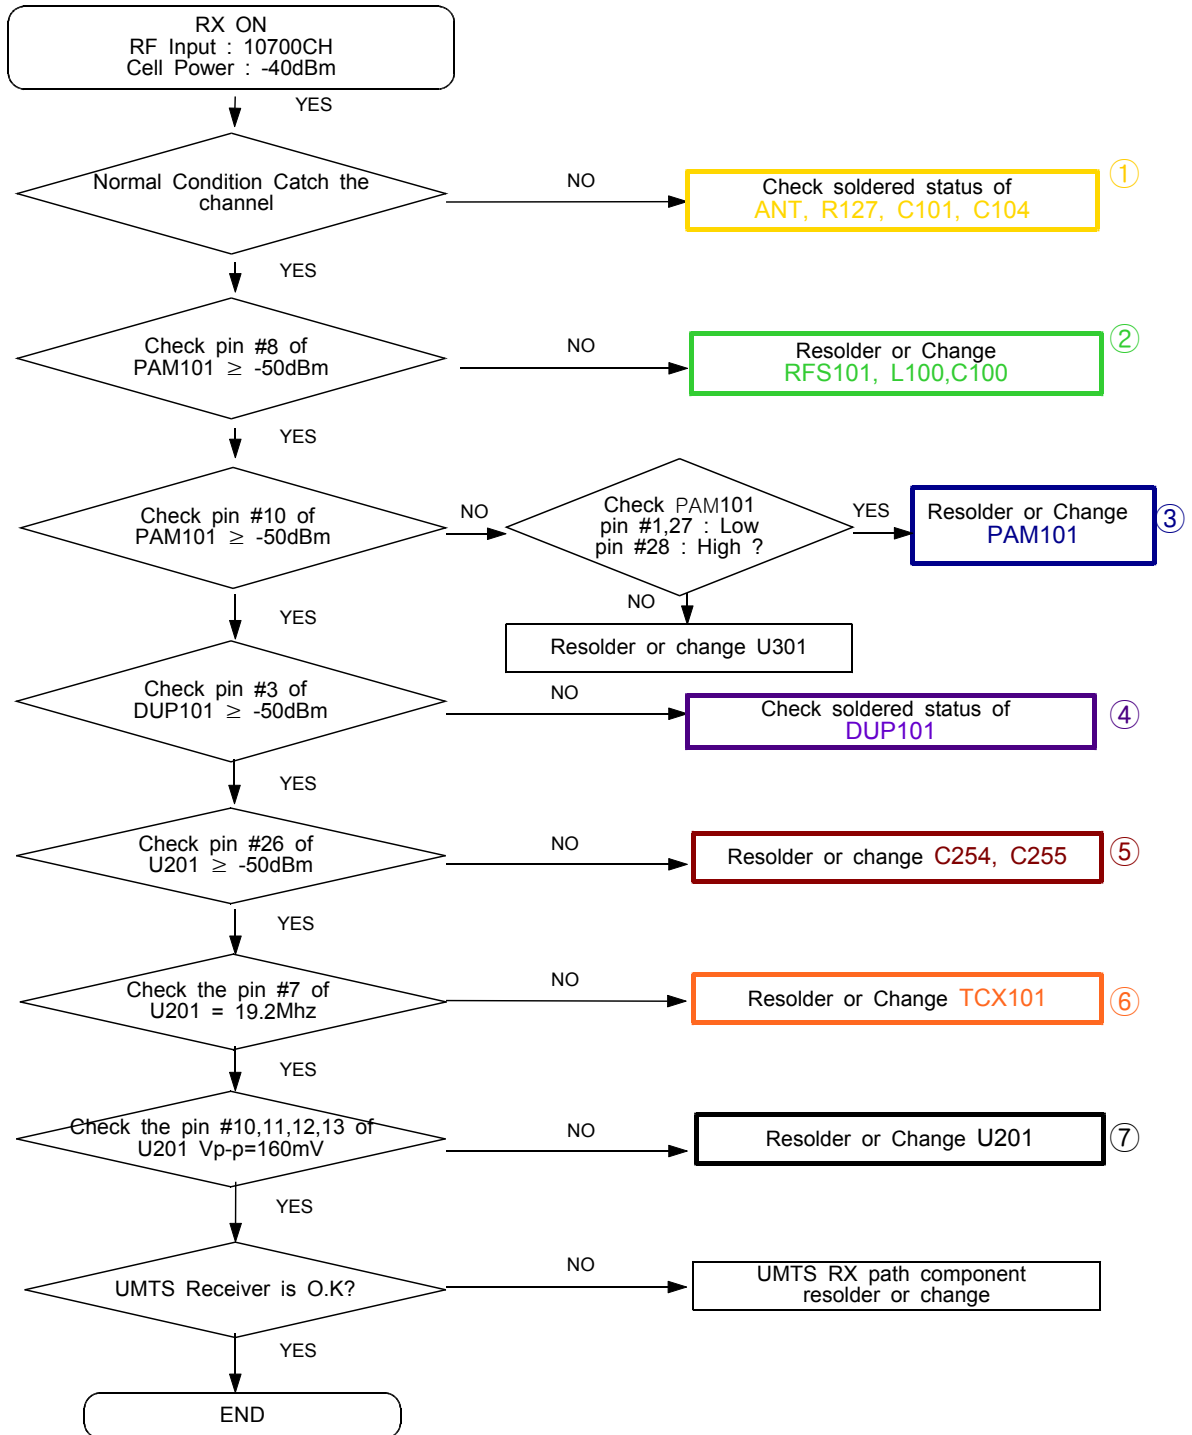 RX ON
RF Input : 10700CH
Cell Power : -40dBm
YES
Normal Condition Catch the
channel
NO
Check soldered status of
ANT, R127, C101, C104
①
YES
Check pin #8 of
PAM101 ≥ -50dBm
NO
Resolder or Change
RFS101, L100,C100
②
YES
Check pin #10 of
PAM101 ≥ -50dBm
NO
Check PAM101
pin #1,27 : Low
pin #28 : High ?
YES
Resolder or Change
PAM101
③
NO
Resolder or change U301
YES
Check pin #3 of
DUP101 ≥ -50dBm
NO
Check soldered status of
DUP101
④
YES
Check pin #26 of
U201 ≥ -50dBm
NO
Resolder or change C254, C255
⑤
YES
Check the pin #7 of
U201 = 19.2Mhz
NO
Resolder or Change TCX101
⑥
YES
Check the pin #10,11,12,13 of
U201 Vp-p=160mV
NO
Resolder or Change U201
⑦
YES
UMTS Receiver is O.K?
NO
UMTS RX path component
resolder or change
YES
END